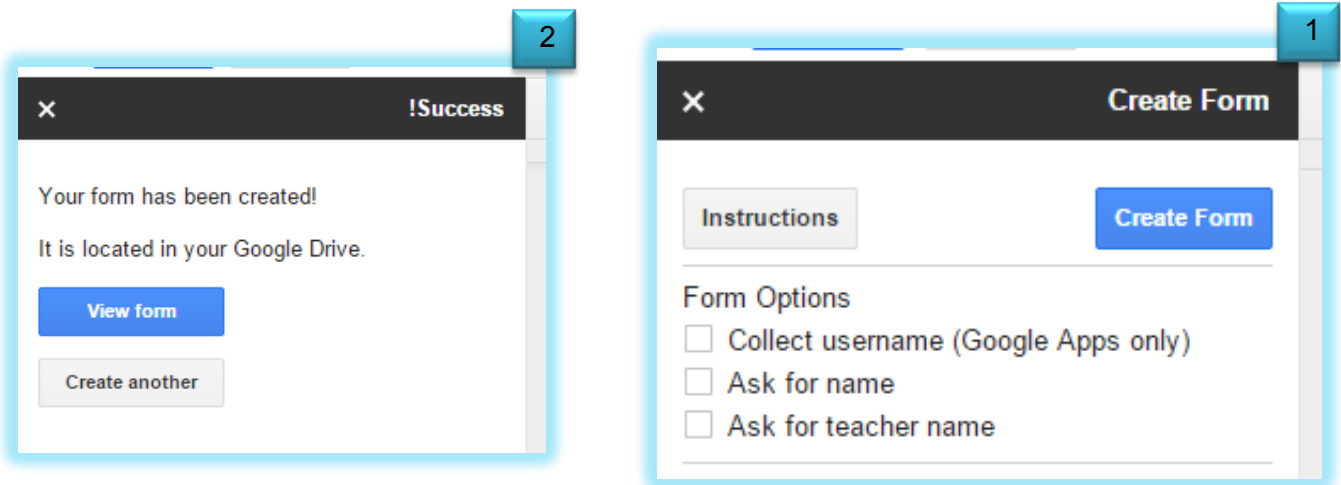 2
!Success
Your form has been created!
It is located in your Google Drive.
View form
Create another
1
Create Form
Instructions
Create Form
Form Options
Collect username (Google Apps only)
Ask for name
Ask for teacher name